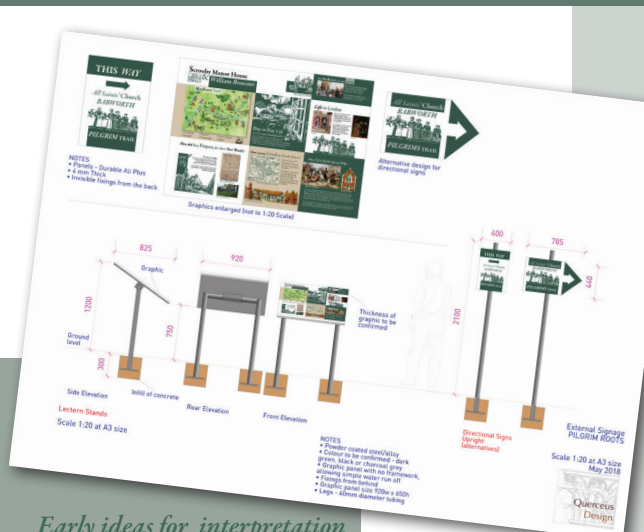 THIS WAY
All Saints' Church
BABWORTH
PILGRIM TRAIL
NOTES
• Panels - Durable Ali Plus
• 4 mm Thick
• Invisible fixings from the back
Scrooby Manor House
William Brewster
Graphics enlarged (not to 1:20 Scale)
All Saints' Church
BABWORTH
PILGRIMS TRAIL
Alternative design for
directional signs
825
Graphic
1200
Ground
level
300
750
920
Infill of concrete
Side Elevation
Rear Elevation
Front Elevation
Lectern Stands
Scale 1:20 at A3 size
Thickness of
graphic to be
confirmed
NOTES
• Powder coated steel/alloy
• Colour to be confirmed - dark
green, black or charcoal grey
• Graphic panel with no framework,
allowing simple water run off
• Fixings from behind
• Graphic panel size 920w x 650h
• Legs - 60mm diameter tubing
400
785
440
2100
THIS WAY
BABWORTH
PILGRIM TRAIL
BABWORTH
PILGRIMS TRAIL
Directional Signs
Upright
(alternatives)
External Signage
PILGRIM ROOTS
Scale 1:20 at A3 size
May 2018
Querceus
Design
Early ideas for interpretation